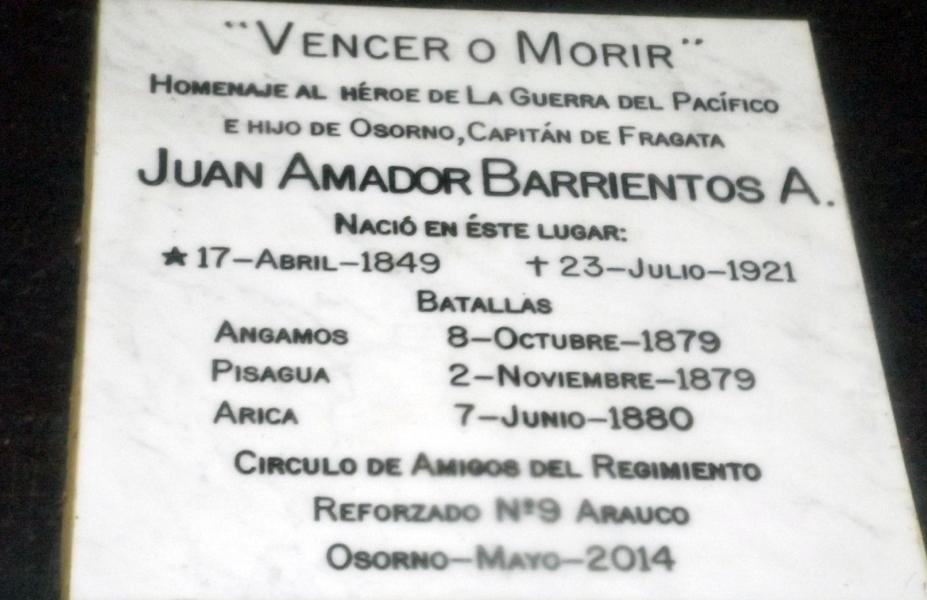 "Vencer o Morir"
Homenaje al héroe de La Guerra del Pacífico
e hijo de Osorno, Capitán de Fragata
Juan Amador Barrientos A.
Nació en éste lugar:
★ 17-Abril-1849 ✝ 23-Julio-1921
Batallas
Angamos 8-Octubre-1879
Pisagua 2-Noviembre-1879
Arica 7-Junio-1880
Circulo de Amigos del Regimiento
Reforzado Nº9 Arauco
Osorno-Mayo-2014